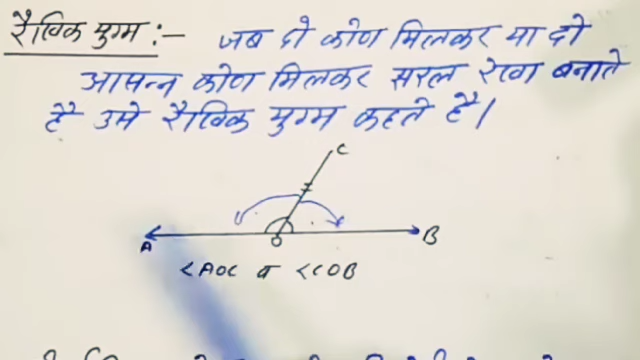 रैखिक युग्म :- जब दो कोण मिलकर या दो
आसन्न कोण मिलकर सरल रेखा बनाते
है उसे रैखिक युग्म कहते है।
C
A
O
B
<AOC व <COB